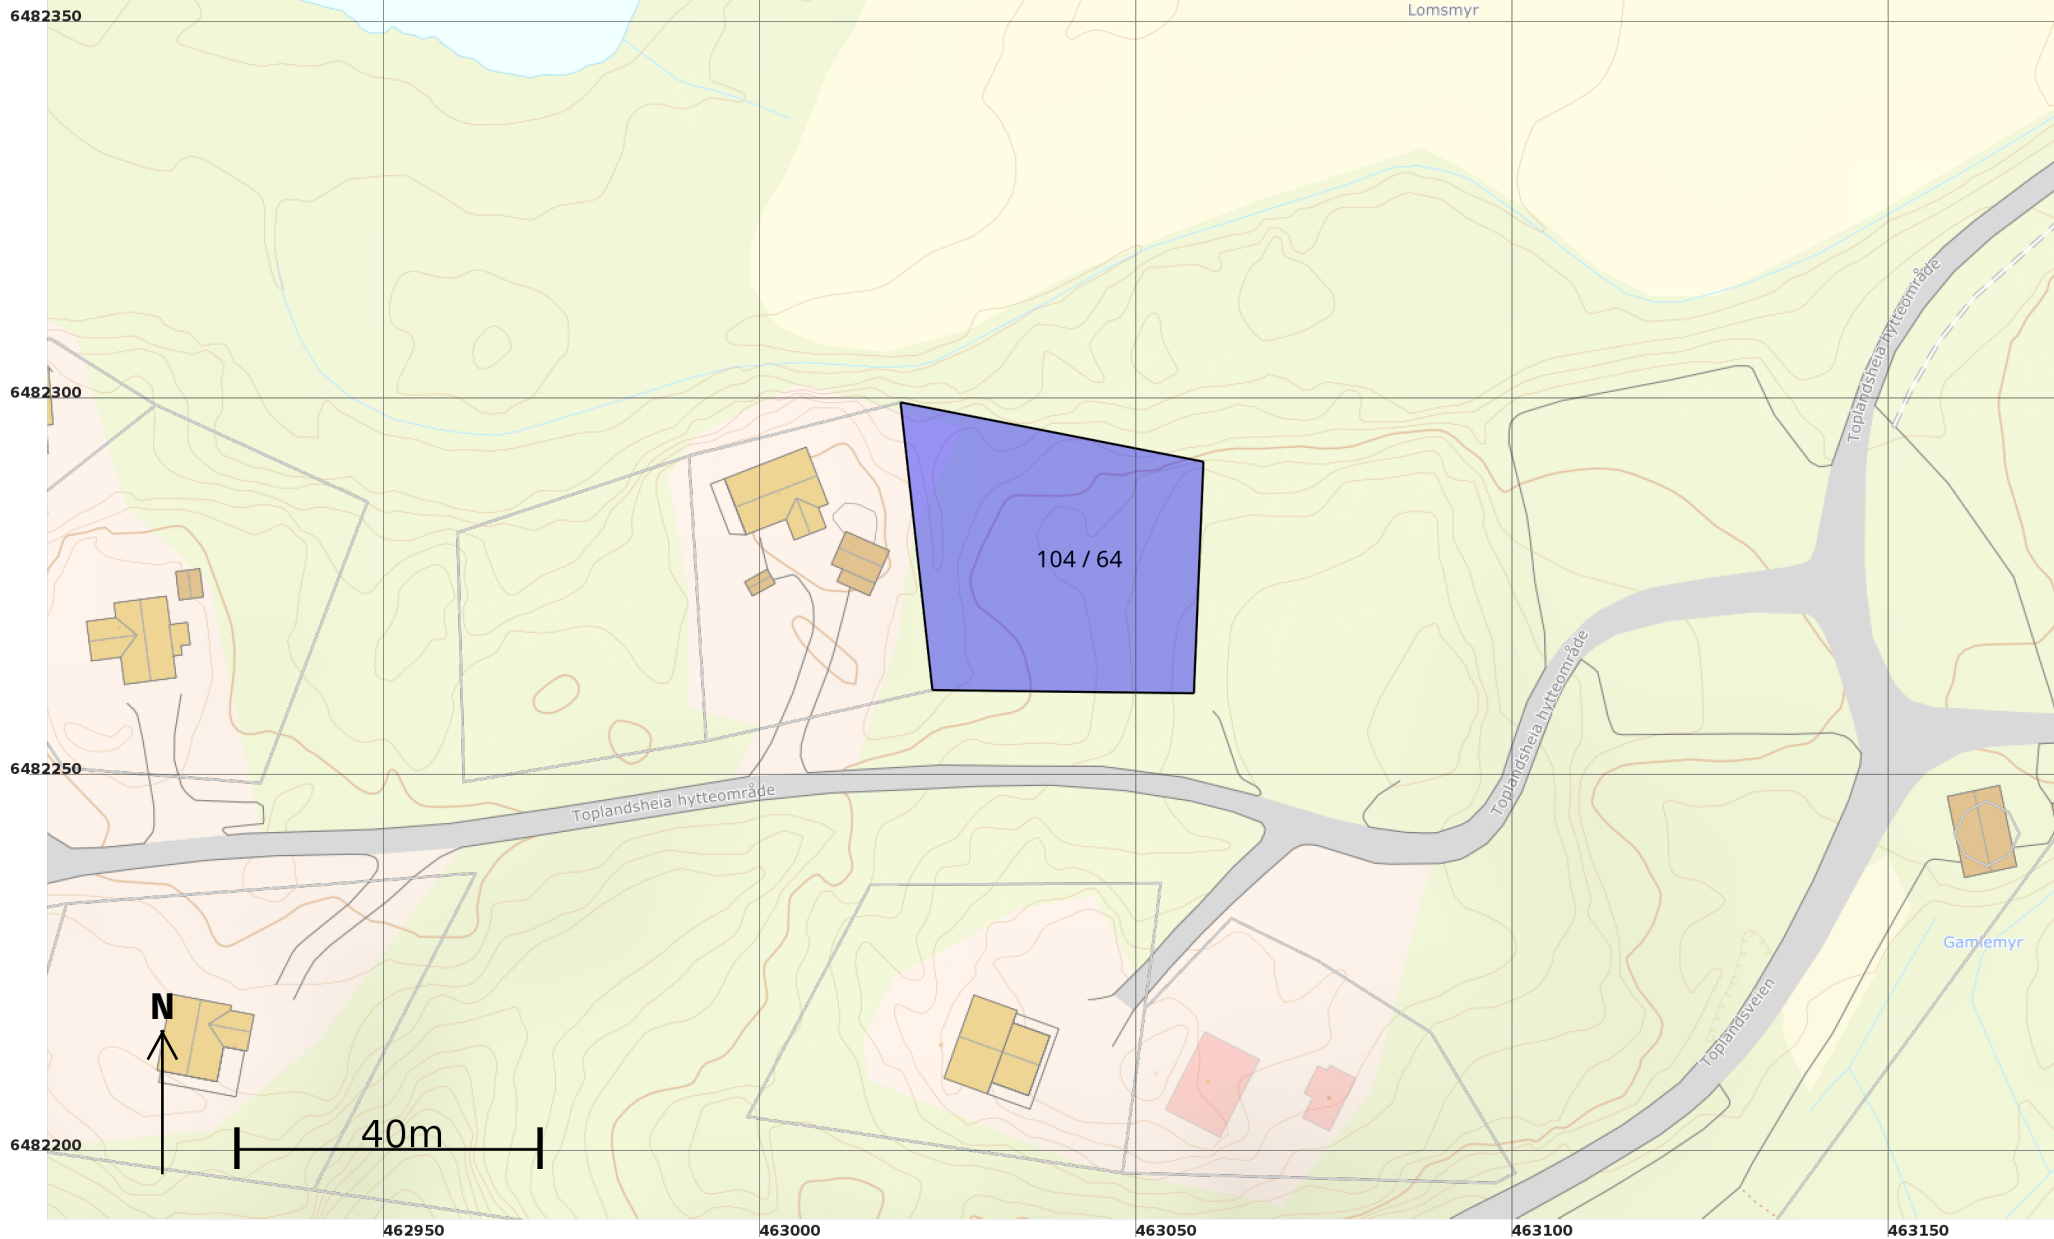 Lomsmyr
6482350
Toplandsheia hytteområde
6482300
104 / 64
Toplandsheia hytteområde
6482250
Toplandsheia hytteområde
Gamlemyr
Toplandsveien
N
40m
6482200
462950
463000
463050
463100
463150